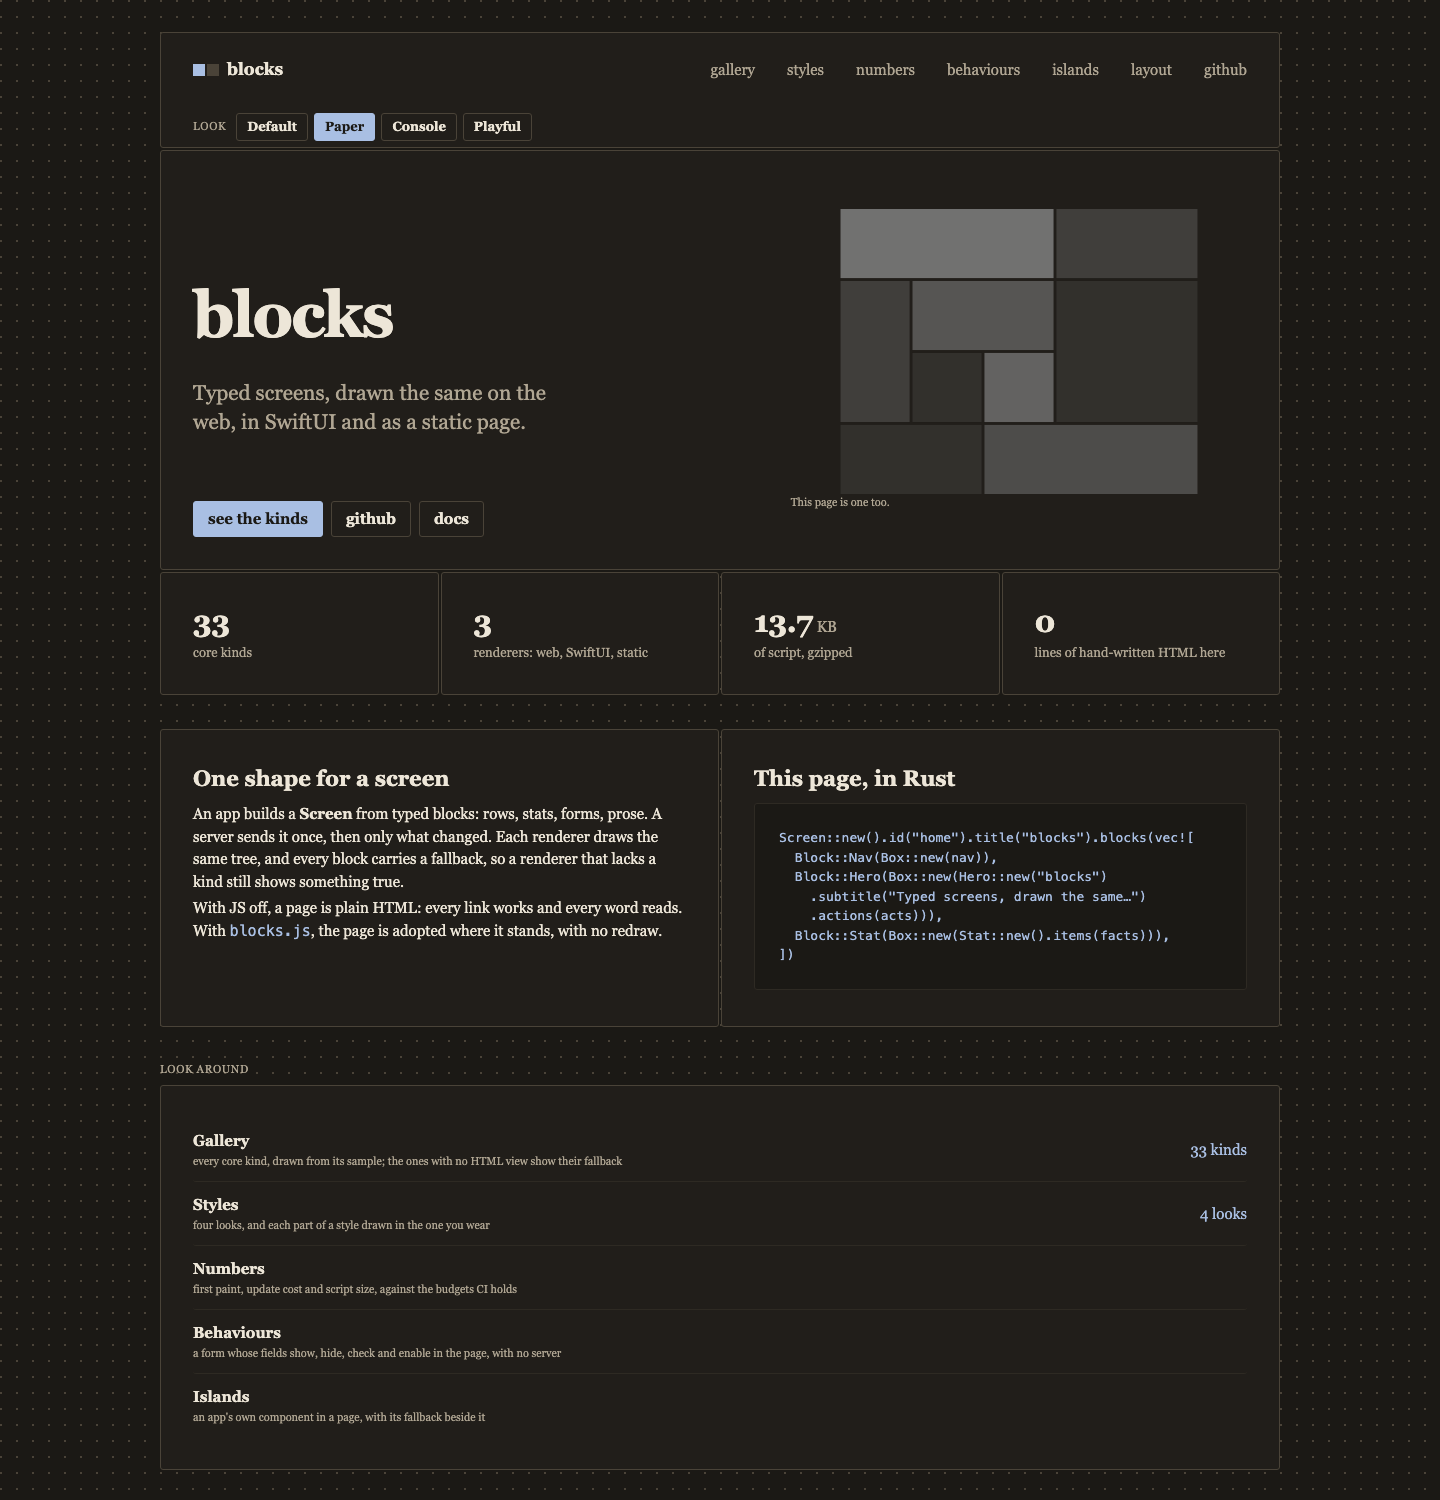 blocks
gallery styles numbers behaviours islands layout github
LOOK Default Paper Console Playful
blocks
Typed screens, drawn the same on the
web, in SwiftUI and as a static page.
see the kinds github docs
This page is one too.
33
core kinds
3
renderers: web, SwiftUI, static
13.7 KB
of script, gzipped
0
lines of hand-written HTML here
One shape for a screen
An app builds a Screen from typed blocks: rows, stats, forms, prose. A
server sends it once, then only what changed. Each renderer draws the
same tree, and every block carries a fallback, so a renderer that lacks a
kind still shows something true.
With JS off, a page is plain HTML: every link works and every word reads.
With blocks.js, the page is adopted where it stands, with no redraw.
This page, in Rust
Screen::new().id("home").title("blocks").blocks(vec![
  Block::Nav(Box::new(nav)),
  Block::Hero(Box::new(Hero::new("blocks")
    .subtitle("Typed screens, drawn the same…")
    .actions(acts))),
  Block::Stat(Box::new(Stat::new().items(facts))),
])
LOOK AROUND
Gallery
every core kind, drawn from its sample; the ones with no HTML view show their fallback
33 kinds
Styles
four looks, and each part of a style drawn in the one you wear
4 looks
Numbers
first paint, update cost and script size, against the budgets CI holds
Behaviours
a form whose fields show, hide, check and enable in the page, with no server
Islands
an app's own component in a page, with its fallback beside it